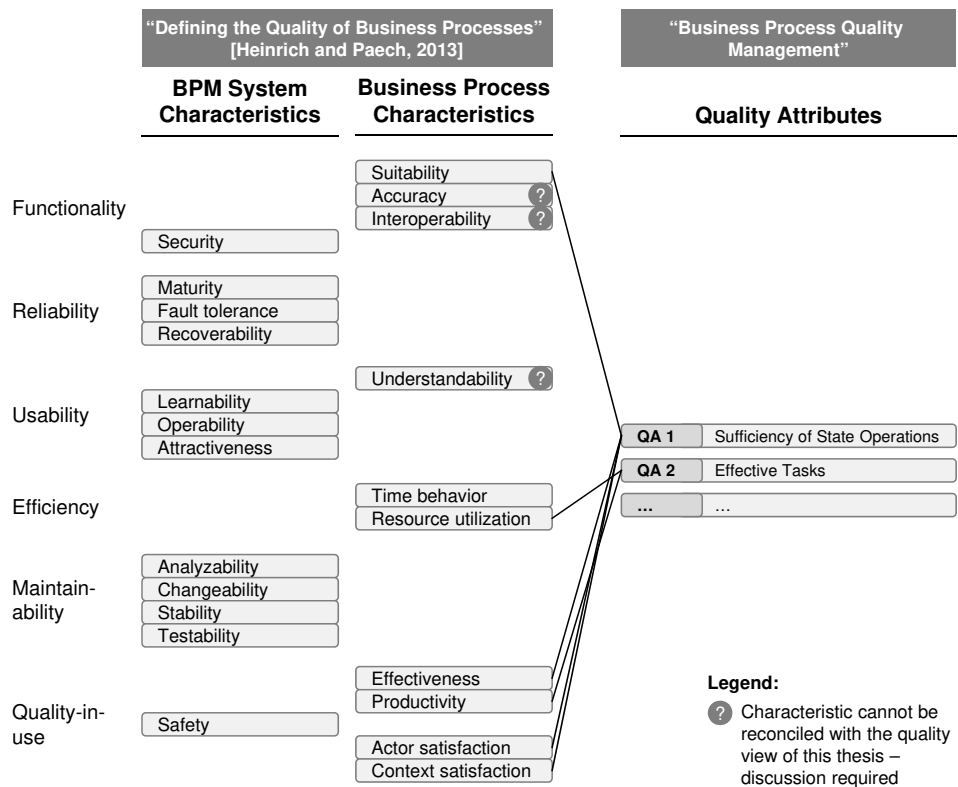 “Defining the Quality of Business Processes”
[Heinrich and Paech, 2013]
“Business Process Quality
Management”
BPM System
Characteristics
Business Process
Characteristics
Quality Attributes
Functionality
Suitability
Accuracy ?
Interoperability ?
Security
Reliability
Maturity
Fault tolerance
Recoverability
Usability
Understandability ?
Learnability
Operability
Attractiveness
QA 1 Sufficiency of State Operations
QA 2 Effective Tasks
... ...
Efficiency
Time behavior
Resource utilization
Maintain-
ability
Analyzability
Changeability
Stability
Testability
Quality-in-
use
Effectiveness
Productivity
Safety
Actor satisfaction
Context satisfaction
Legend:
? Characteristic cannot be
reconciled with the quality
view of this thesis –
discussion required